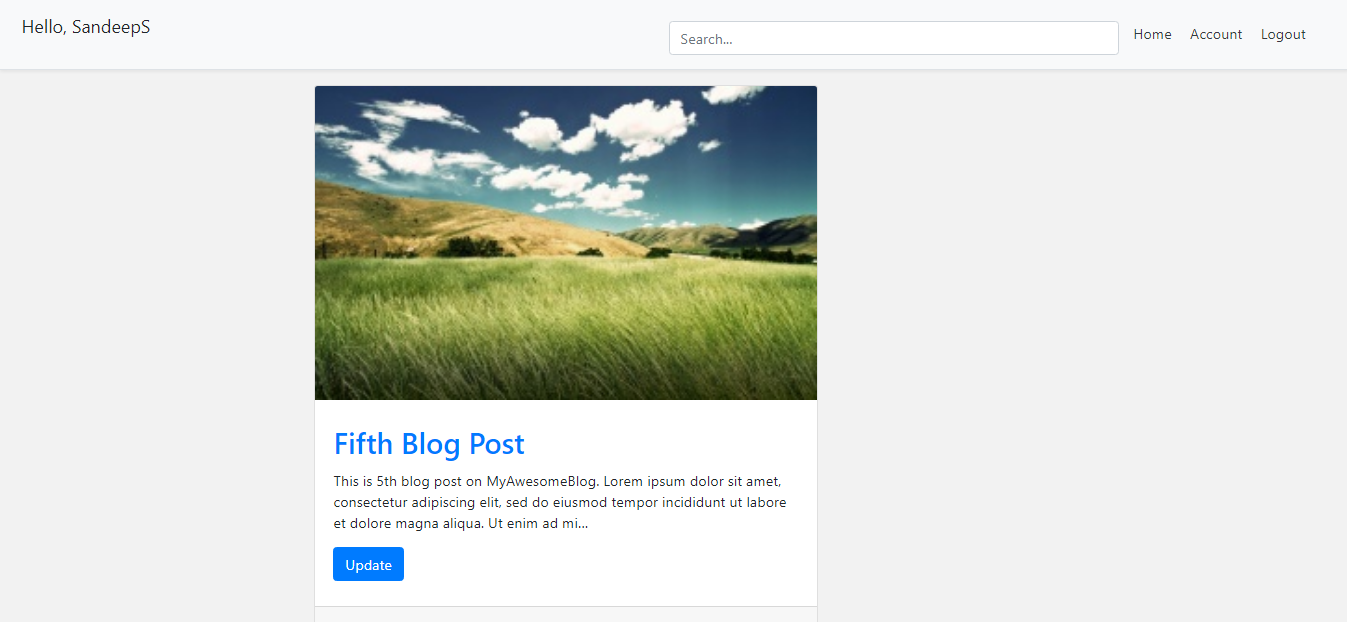 Hello, SandeepS
Search...
Home Account Logout
Fifth Blog Post
This is 5th blog post on MyAwesomeBlog. Lorem ipsum dolor sit amet,
consectetur adipiscing elit, sed do eiusmod tempor incididunt ut labore
et dolore magna aliqua. Ut enim ad mi...
Update